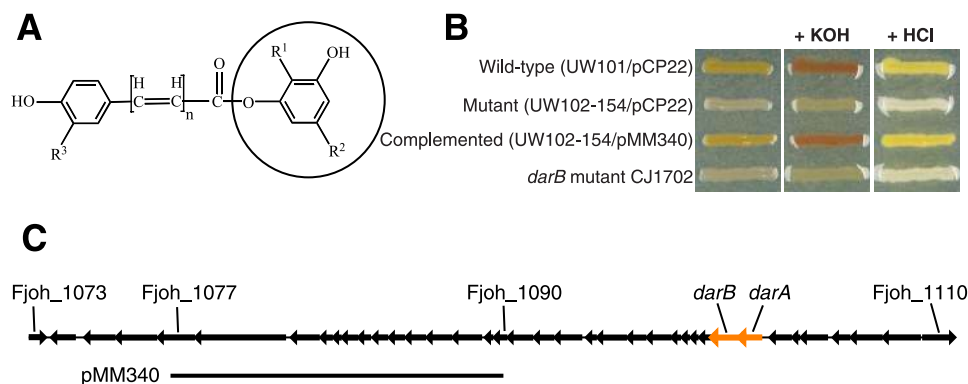 A
HO
R³
H
H
C
C
n
O
C
O
R¹
OH
R²
B
+ KOH
+ HCl
Wild-type (UW101/pCP22)
Mutant (UW102-154/pCP22)
Complemented (UW102-154/pMM340)
darB mutant CJ1702
C
Fjoh_1073
Fjoh_1077
Fjoh_1090
darB
darA
Fjoh_1110
pMM340